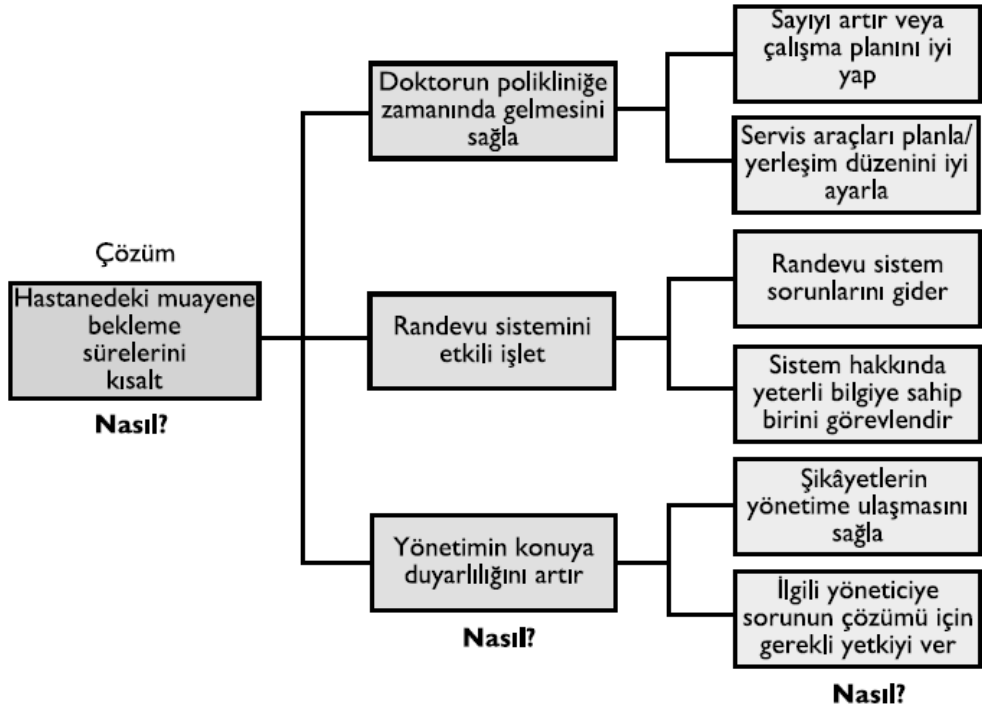 Çözüm
Hastanedeki muayene
bekleme
sürelerini
kısalt
Nasıl?
Doktorun polikliniğe
zamanında gelmesini
sağla
Randevu sistemini
etkili işlet
Yönetimin konuya
duyarlılığını artır
Nasıl?
Sayıyı artır veya
çalışma planını iyi
yap
Servis araçları planla/
yerleşim düzenini iyi
ayarla
Randevu sistem
sorunlarını gider
Sistem hakkında
yeterli bilgiye sahip
birini görevlendir
Şikâyetlerin
yönetime ulaşmasını
sağla
İlgili yöneticiye
sorunun çözümü için
gerekli yetkiyi ver
Nasıl?